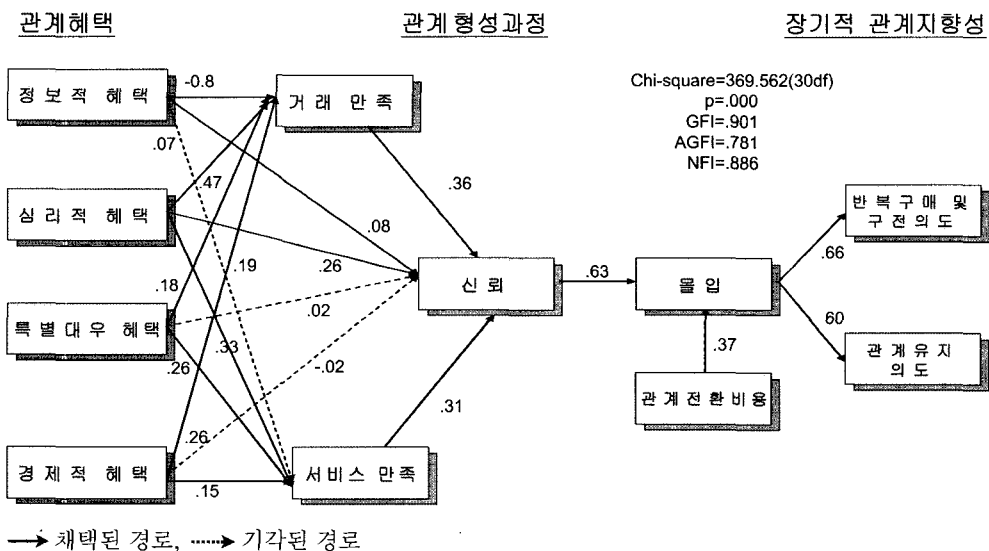 관계혜택
관계형성과정
장기적 관계지향성
정보적 혜택
-0.8
거래 만족
Chi-square=369.562(30df)
p=.000
GFI=.901
AGFI=.781
NFI=.886
.07
.47
.36
심리적 혜택
.08
반복구매 및
구전의도
.19
.26
신뢰
.63
몰입
.66
.18
특별대우 혜택
.02
.33
-.02
.37
60
관계유지
의도
.26
.31
관계전환비용
.26
경제적 혜택
.15
서비스 만족
채택된 경로, 기각된 경로